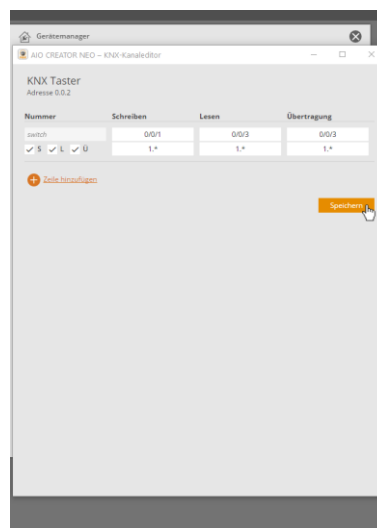 Gerätemanager
AIO CREATOR NEO – KNX-Kanaleditor
KNX Taster
Adresse 0.0.2
Nummer Schreiben Lesen Übertragung
switch 0/0/1 0/0/3 0/0/3
S L Ü 1.* 1.* 1.*
Zeile hinzufügen
Speichern